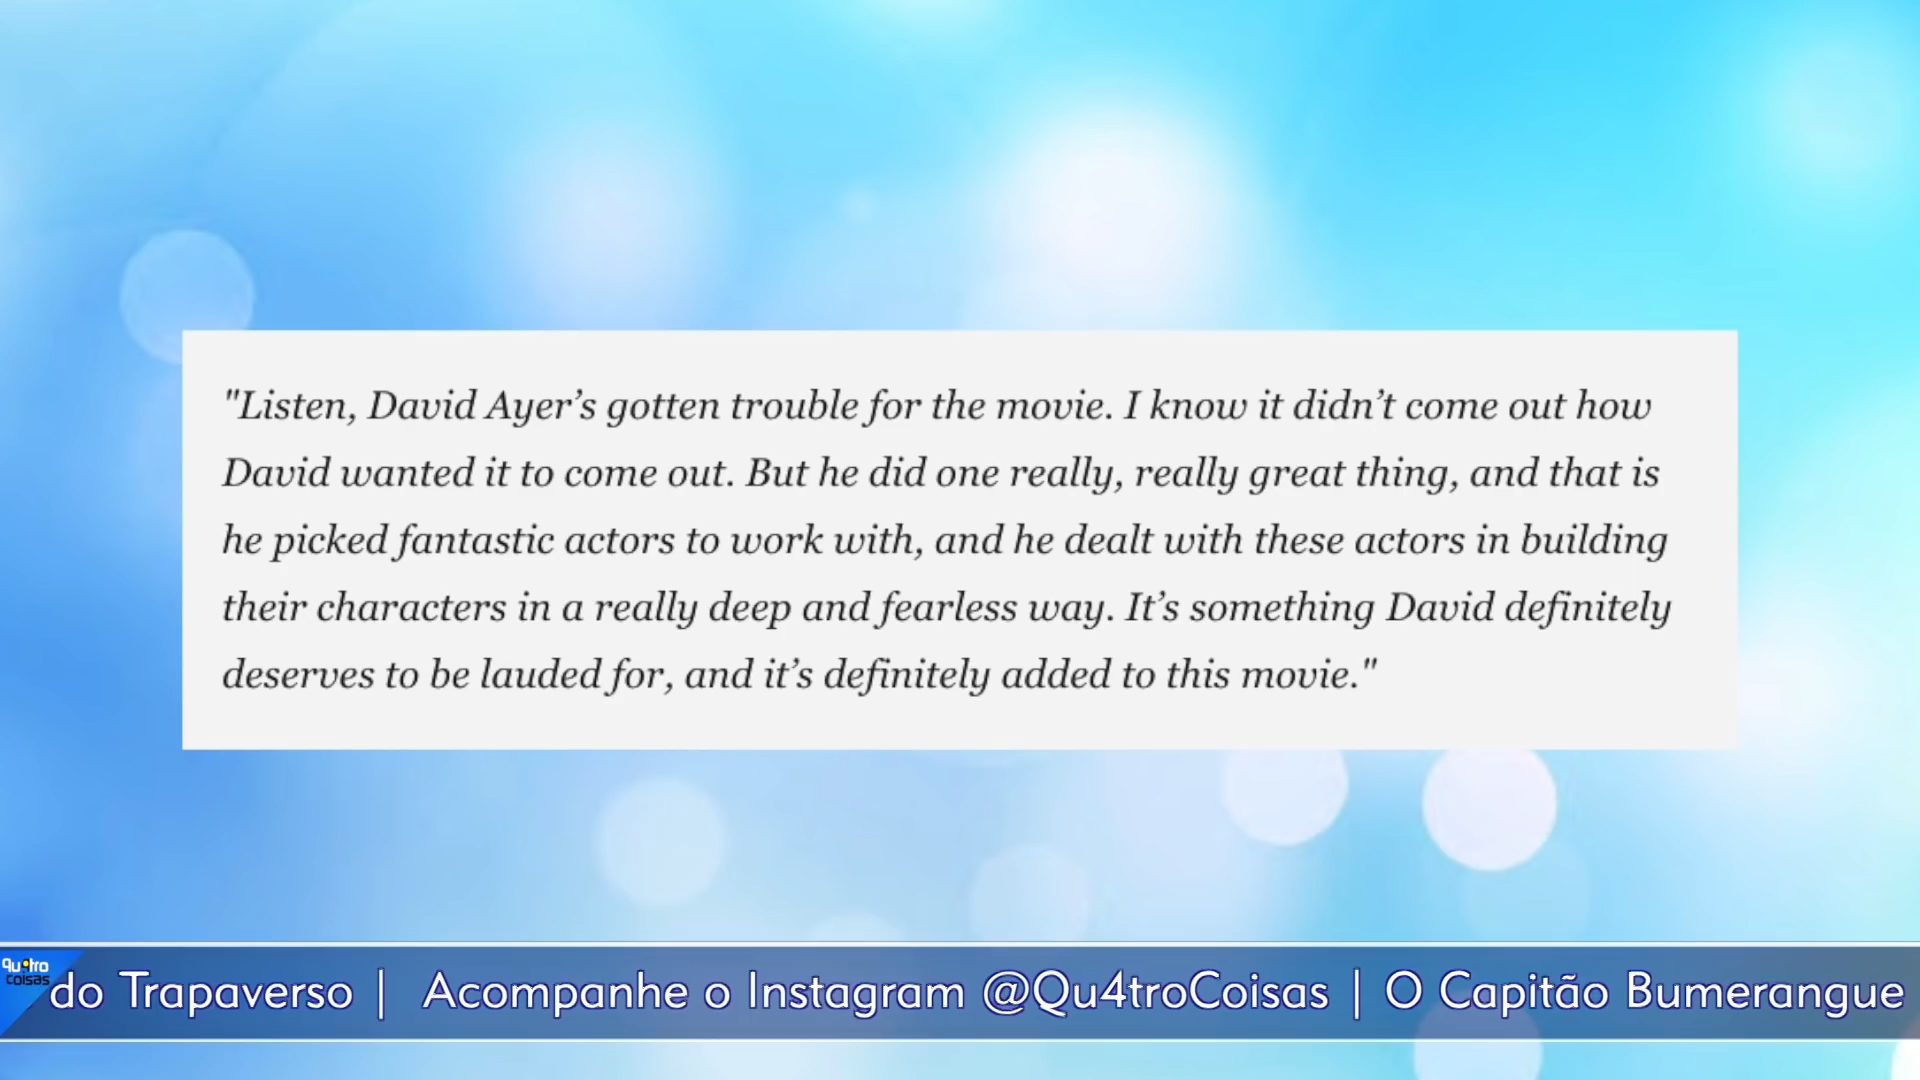 "Listen, David Ayer’s gotten trouble for the movie. I know it didn’t come out how
David wanted it to come out. But he did one really, really great thing, and that is
he picked fantastic actors to work with, and he dealt with these actors in building
their characters in a really deep and fearless way. It’s something David definitely
deserves to be lauded for, and it’s definitely added to this movie."
qu4tro
coisas
do Trapaverso | Acompanhe o Instagram @Qu4troCoisas | O Capitão Bumerangue